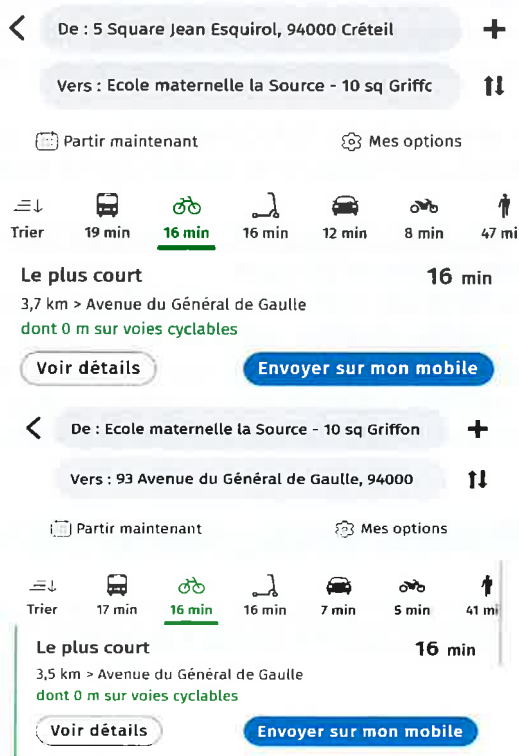 De : 5 Square Jean Esquirol, 94000 Créteil
Vers : Ecole maternelle la Source - 10 sq Griffc
Partir maintenant Mes options
Trier 19 min 16 min 16 min 12 min 8 min 47 mi
Le plus court 16 min
3,7 km > Avenue du Général de Gaulle
dont 0 m sur voies cyclables
Voir détails Envoyer sur mon mobile
De : Ecole maternelle la Source - 10 sq Griffon
Vers : 93 Avenue du Général de Gaulle, 94000
Partir maintenant Mes options
Trier 17 min 16 min 16 min 7 min 5 min 41 mi
Le plus court 16 min
3,5 km > Avenue du Général de Gaulle
dont 0 m sur voies cyclables
Voir détails Envoyer sur mon mobile